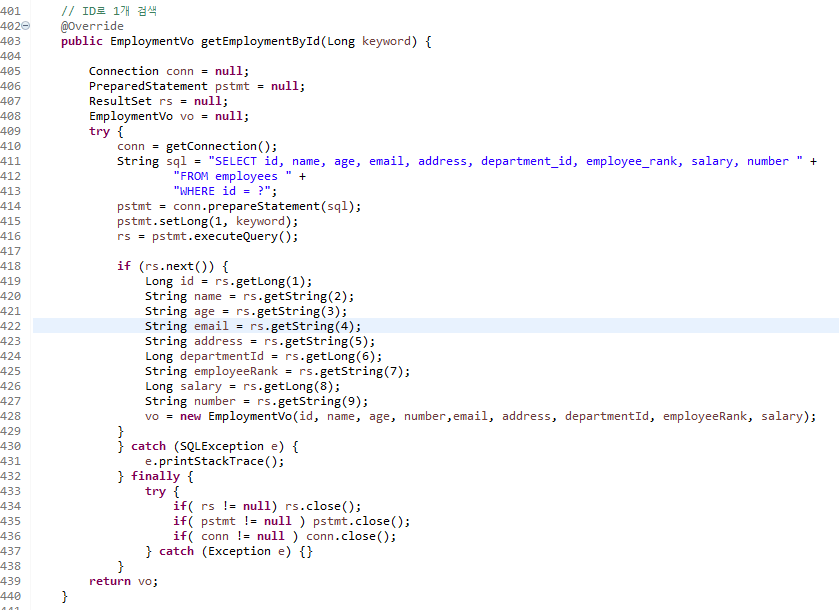 401 // ID로 1개 검색
402 @Override
403 public EmploymentVo getEmploymentById(Long keyword) {
404
405 Connection conn = null;
406 PreparedStatement pstmt = null;
407 ResultSet rs = null;
408 EmploymentVo vo = null;
409 try {
410 conn = getConnection();
411 String sql = "SELECT id, name, age, email, address, department_id, employee_rank, salary, number " +
412 "FROM employees " +
413 "WHERE id = ?";
414 pstmt = conn.prepareStatement(sql);
415 pstmt.setLong(1, keyword);
416 rs = pstmt.executeQuery();
417
418 if (rs.next()) {
419 Long id = rs.getLong(1);
420 String name = rs.getString(2);
421 String age = rs.getString(3);
422 String email = rs.getString(4);
423 String address = rs.getString(5);
424 Long departmentId = rs.getLong(6);
425 String employeeRank = rs.getString(7);
426 Long salary = rs.getLong(8);
427 String number = rs.getString(9);
428 vo = new EmploymentVo(id, name, age, number,email, address, departmentId, employeeRank, salary);
429 }
430 } catch (SQLException e) {
431 e.printStackTrace();
432 } finally {
433 try {
434 if( rs != null) rs.close();
435 if( pstmt != null ) pstmt.close();
436 if( conn != null ) conn.close();
437 } catch (Exception e) {}
438 }
439 return vo;
440 }